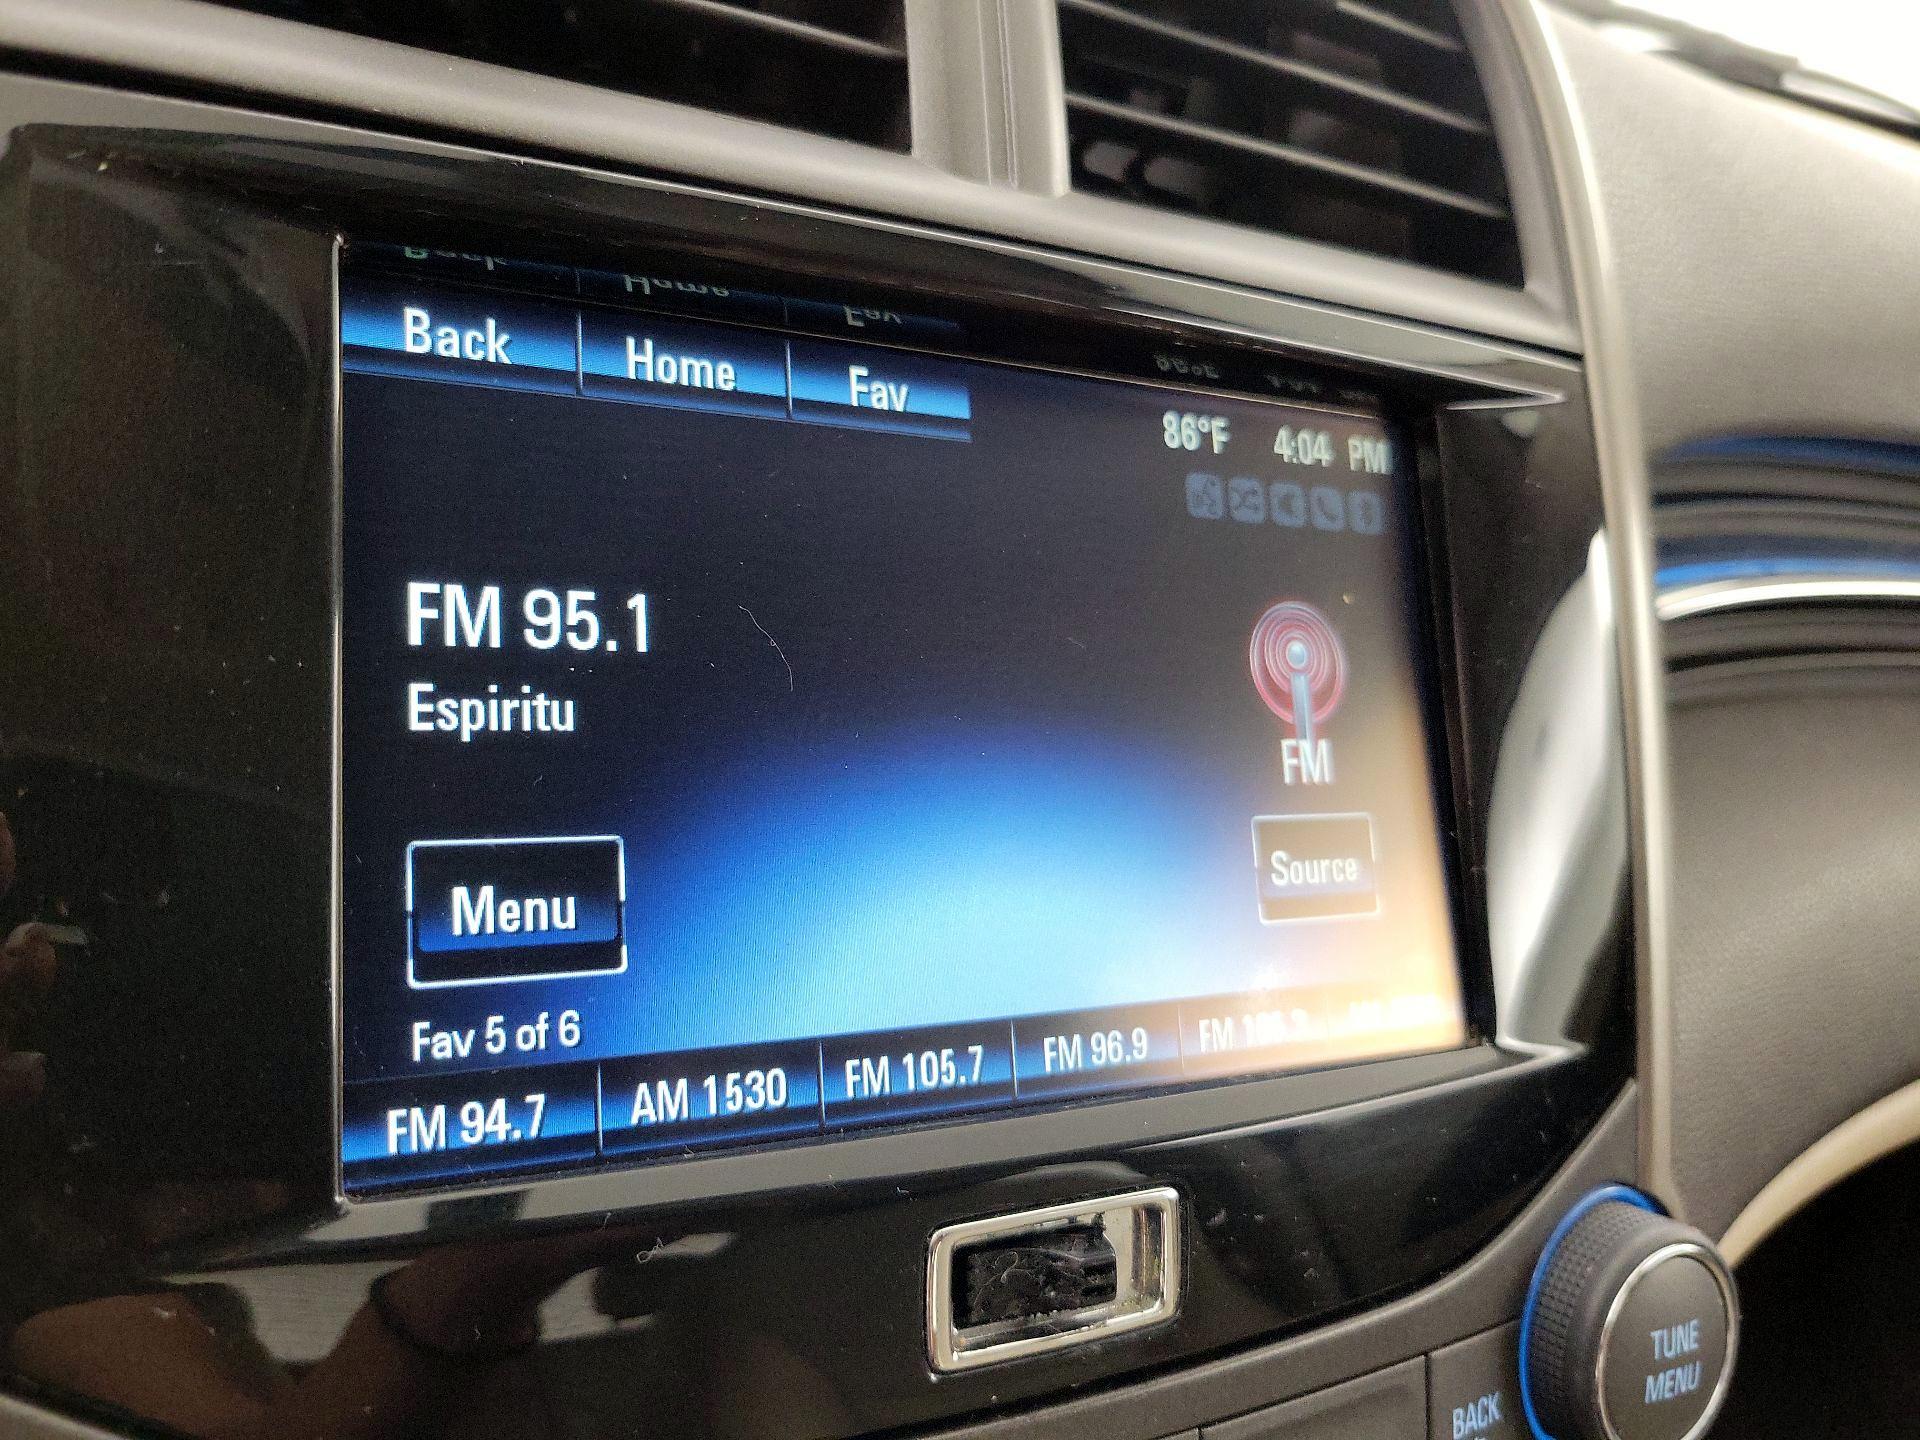 Back Home Fav
86°F 4:04 PM
FM 95.1
Espiritu
FM
Menu
Source
Fav 5 of 6
FM 94.7 AM 1530 FM 105.7 FM 96.9 FM
TUNE
MENU
BACK